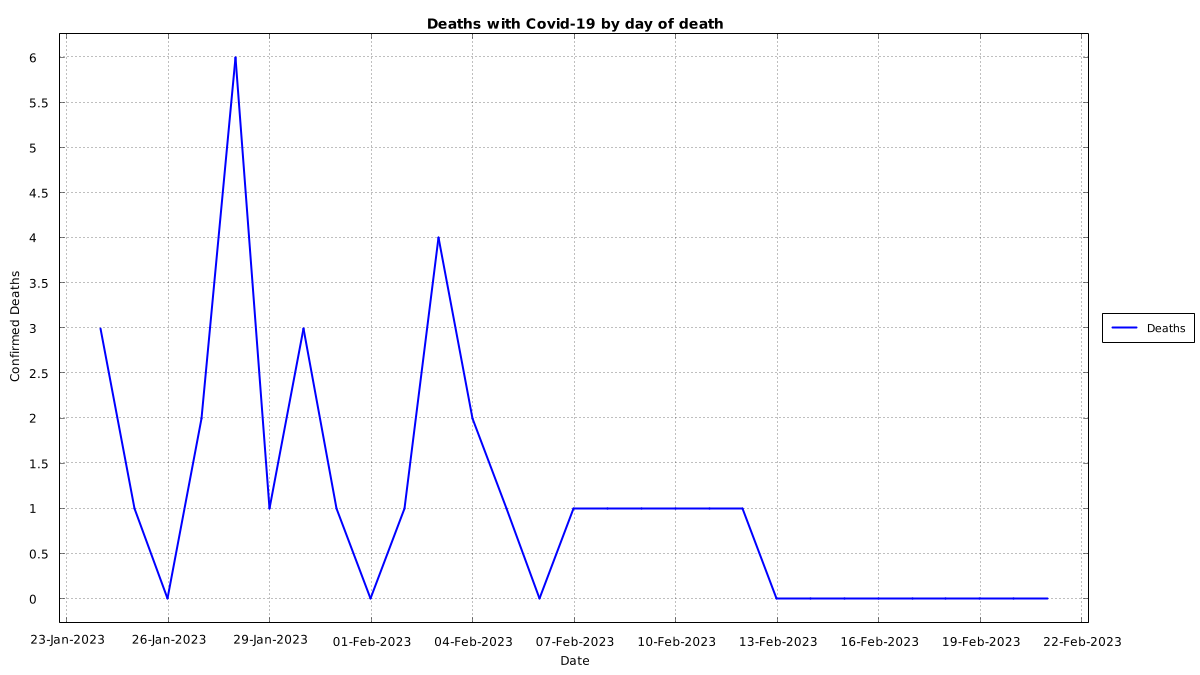 Deaths with Covid-19 by day of death
6
5.5
5
4.5
4
3.5
3
2.5
2
1.5
1
0.5
0
Confirmed Deaths
23-Jan-2023 26-Jan-2023 29-Jan-2023 01-Feb-2023 04-Feb-2023 07-Feb-2023 10-Feb-2023 13-Feb-2023 16-Feb-2023 19-Feb-2023 22-Feb-2023
Date
Deaths